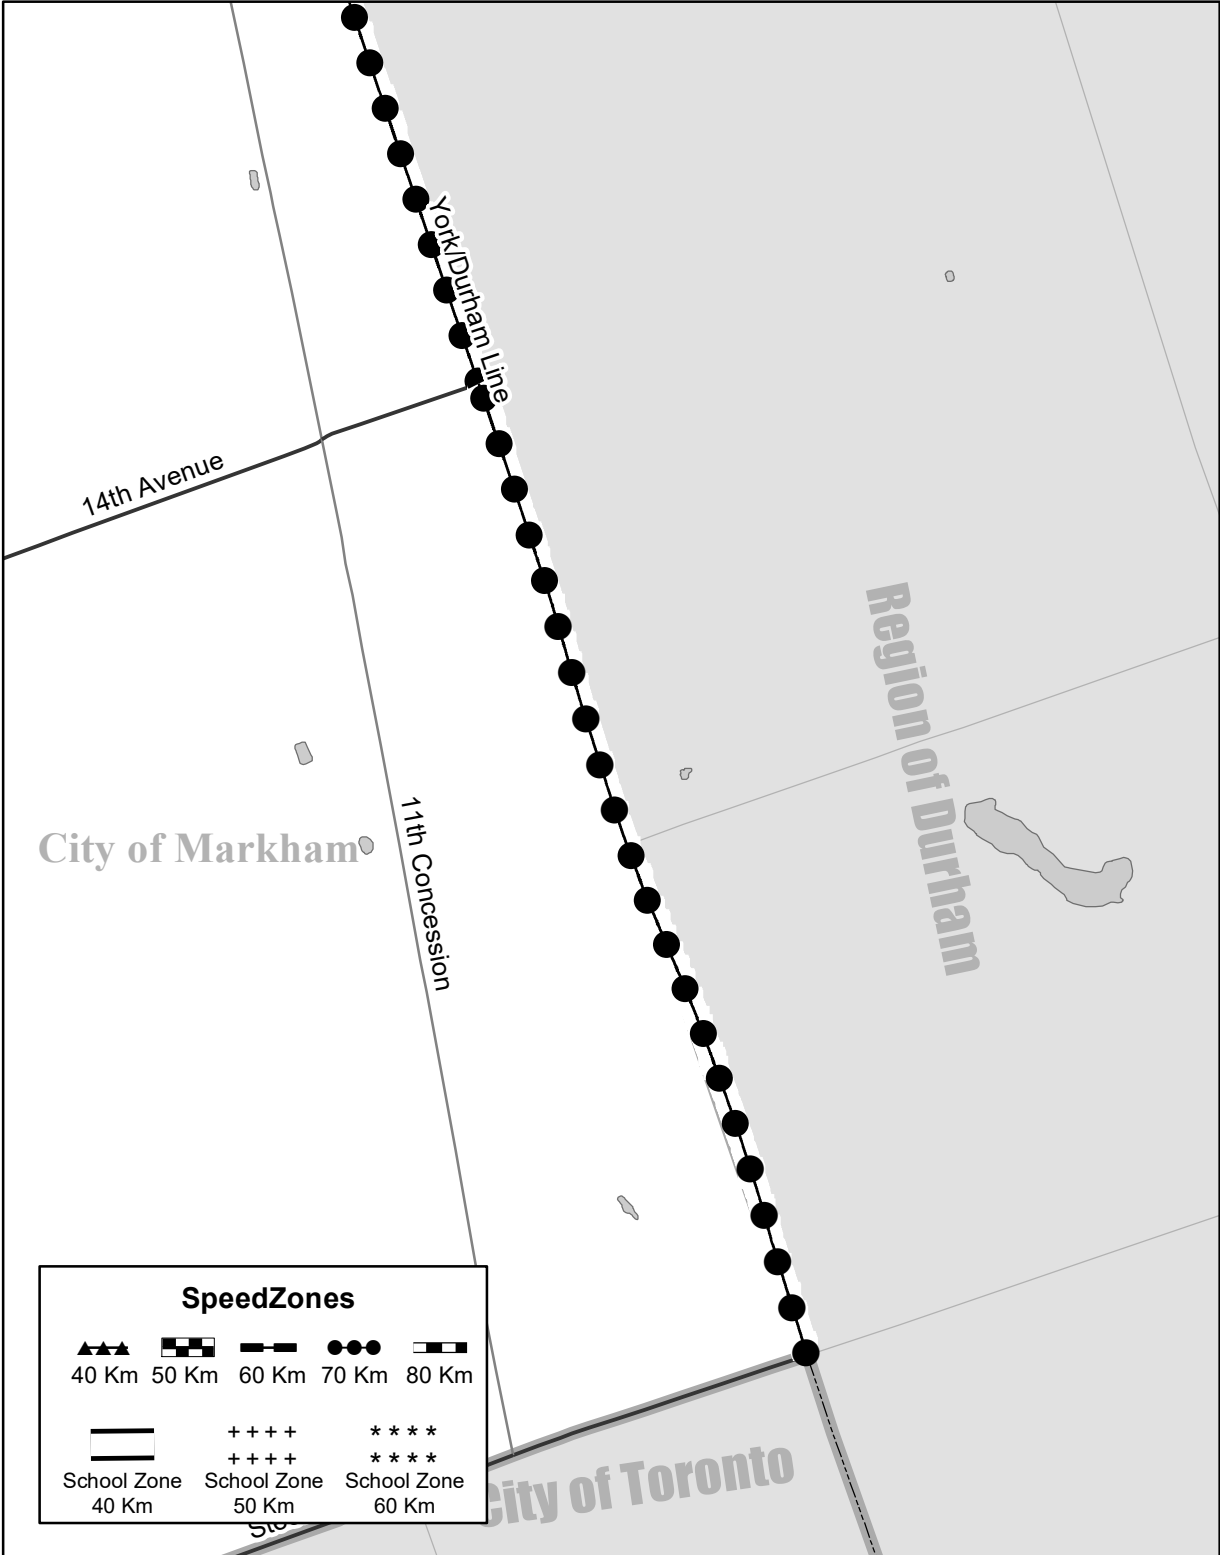 York/Durham Line
14th Avenue
Region of Durham
City of Markham
11th Concession
SpeedZones
40 Km 50 Km 60 Km 70 Km 80 Km
School Zone School Zone School Zone
40 Km 50 Km 60 Km
City of Toronto